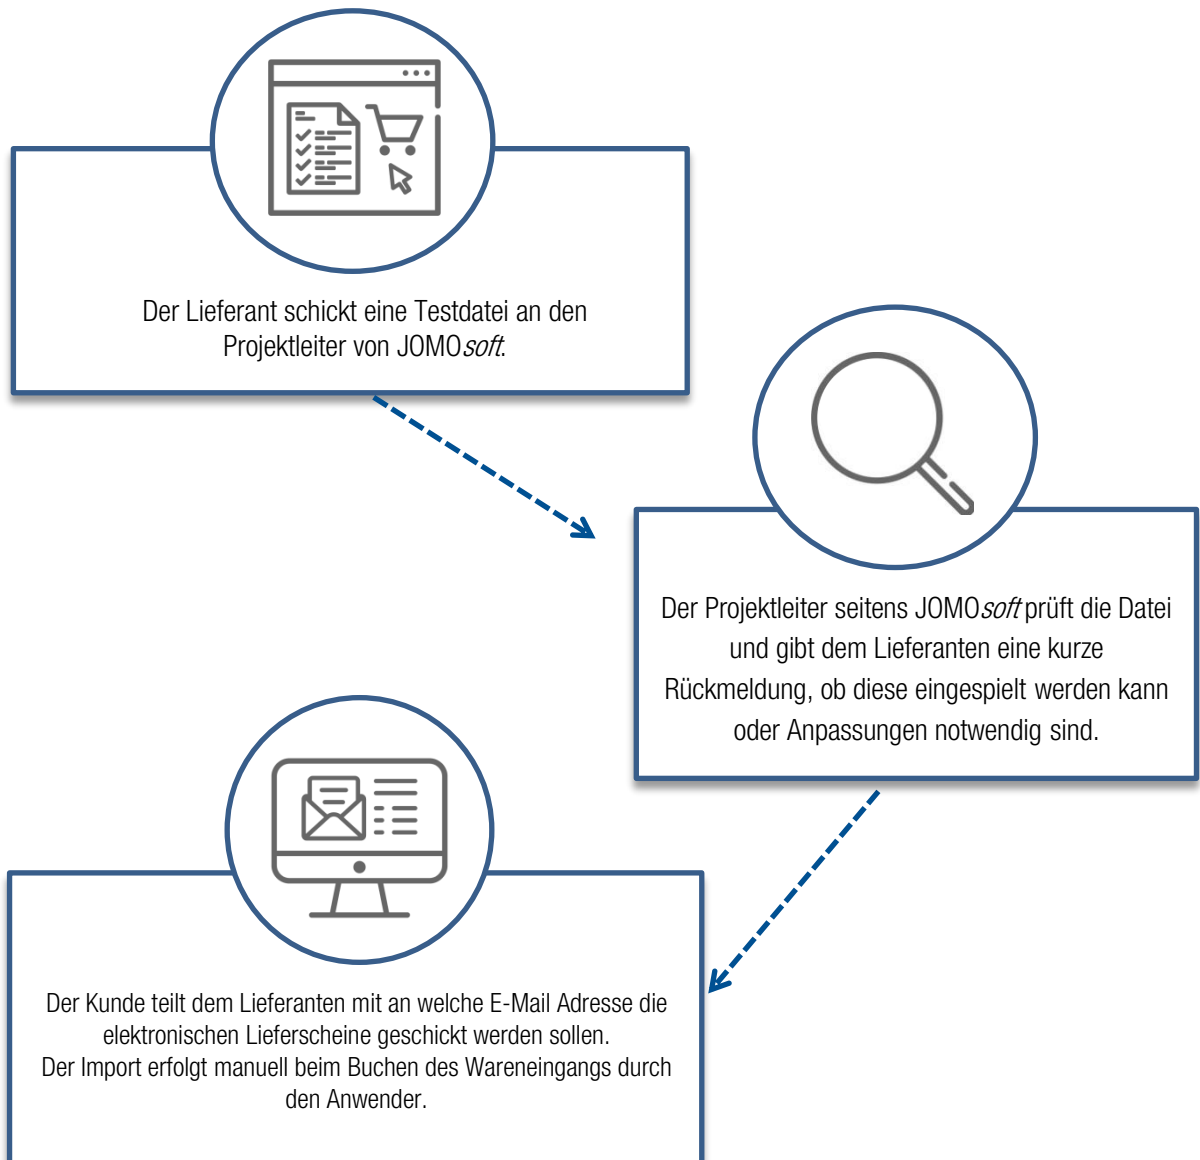 Der Lieferant schickt eine Testdatei an den
Projektleiter von JOMOsoft.
Der Projektleiter seitens JOMOsoft prüft die Datei
und gibt dem Lieferanten eine kurze
Rückmeldung, ob diese eingespielt werden kann
oder Anpassungen notwendig sind.
Der Kunde teilt dem Lieferanten mit an welche E-Mail Adresse die
elektronischen Lieferscheine geschickt werden sollen.
Der Import erfolgt manuell beim Buchen des Wareneingangs durch
den Anwender.